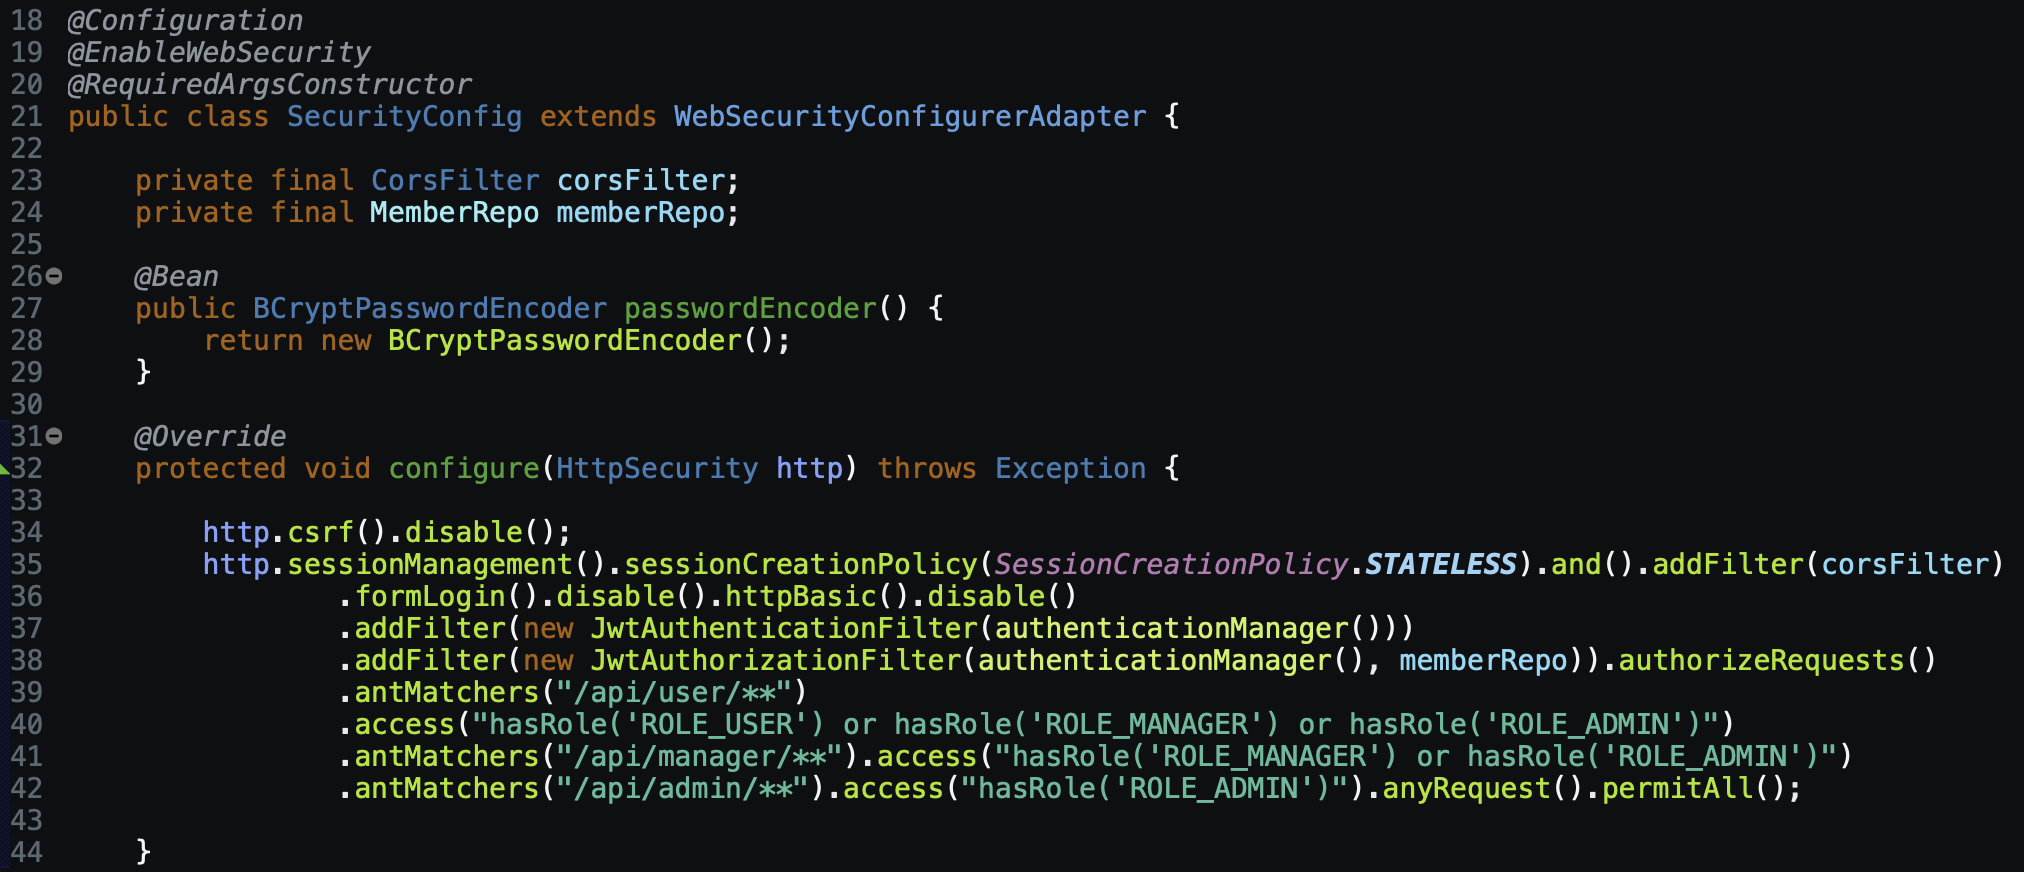 18 @Configuration
19 @EnableWebSecurity
20 @RequiredArgsConstructor
21 public class SecurityConfig extends WebSecurityConfigurerAdapter {
22
23     private final CorsFilter corsFilter;
24     private final MemberRepo memberRepo;
25
26     @Bean
27     public BCryptPasswordEncoder passwordEncoder() {
28         return new BCryptPasswordEncoder();
29     }
30
31     @Override
32     protected void configure(HttpSecurity http) throws Exception {
33
34         http.csrf().disable();
35         http.sessionManagement().sessionCreationPolicy(SessionCreationPolicy.STATELESS).and().addFilter(corsFilter)
36                 .formLogin().disable().httpBasic().disable()
37                 .addFilter(new JwtAuthenticationFilter(authenticationManager()))
38                 .addFilter(new JwtAuthorizationFilter(authenticationManager(), memberRepo)).authorizeRequests()
39                 .antMatchers("/api/user/**")
40                 .access("hasRole('ROLE_USER') or hasRole('ROLE_MANAGER') or hasRole('ROLE_ADMIN')")
41                 .antMatchers("/api/manager/**").access("hasRole('ROLE_MANAGER') or hasRole('ROLE_ADMIN')")
42                 .antMatchers("/api/admin/**").access("hasRole('ROLE_ADMIN')").anyRequest().permitAll();
43
44     }